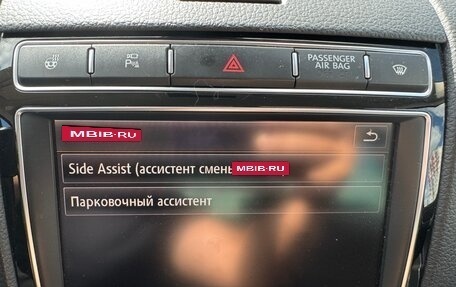 PASSENGER
AIR BAG
MBIB·RU
Side Assist (ассистент смены
MBIB·RU
Парковочный ассистент